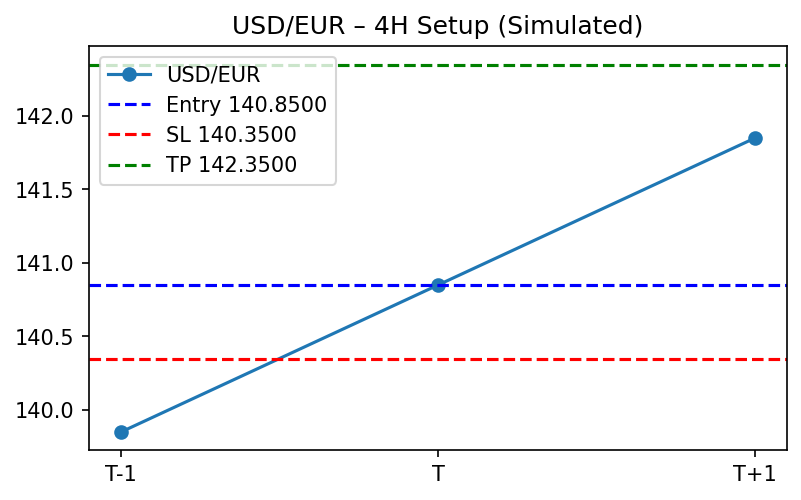 USD/EUR – 4H Setup (Simulated)
USD/EUR
Entry 140.8500
SL 140.3500
TP 142.3500
142.0
141.5
141.0
140.5
140.0
T-1 T T+1